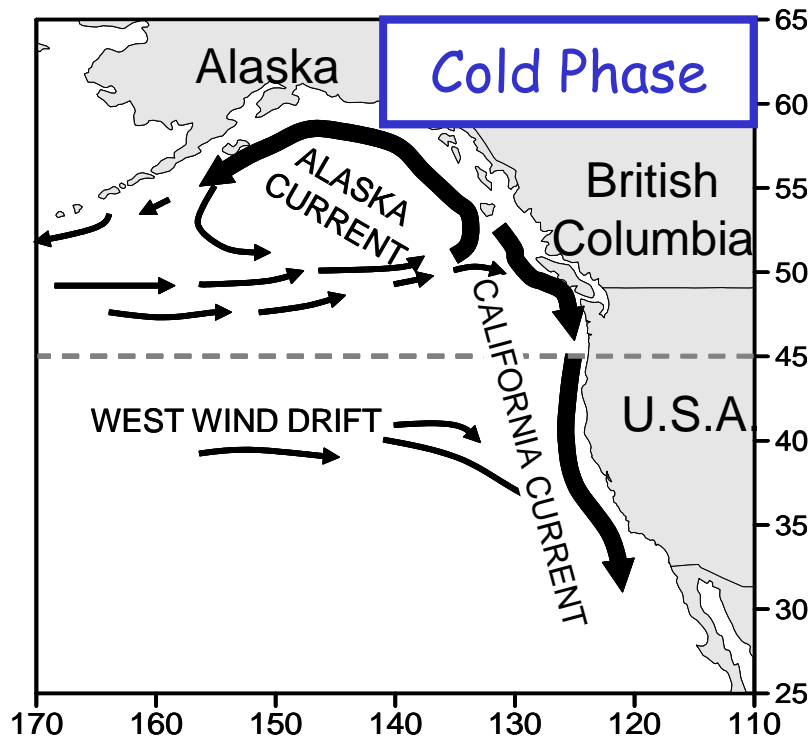 Alaska
Cold Phase
ALASKA
CURRENT
British
Columbia
CALIFORNIA CURRENT
WEST WIND DRIFT
U.S.A.
65
60
55
50
45
40
35
30
25
170 160 150 140 130 120 110